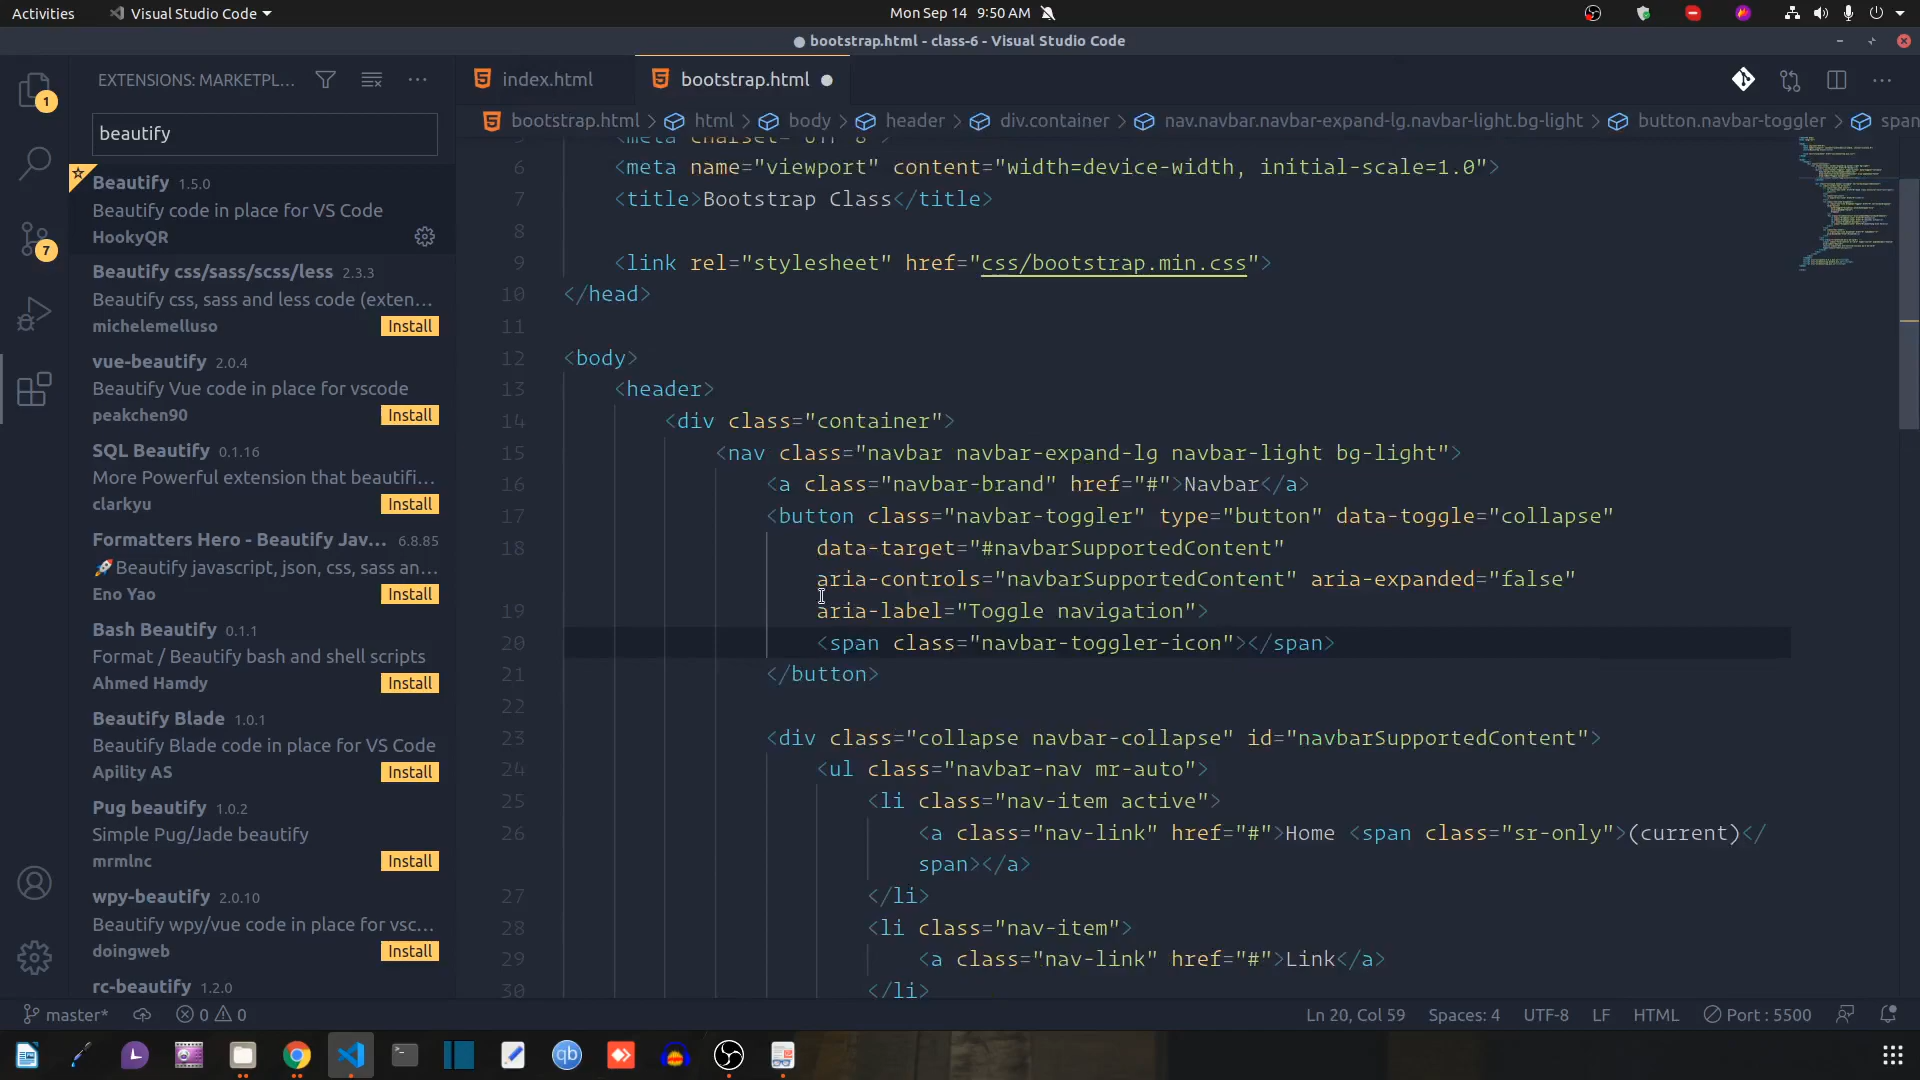 Activities
Visual Studio Code
Mon Sep 14 9:50 AM
bootstrap.html - class-6 - Visual Studio Code
EXTENSIONS: MARKETPL...
1
7
beautify
Beautify 1.5.0
Beautify code in place for VS Code
HookyQR
Beautify css/sass/scss/less 2.3.3
Beautify css, sass and less code (exten...
michelemelluso Install
vue-beautify 2.0.4
Beautify Vue code in place for vscode
peakchen90 Install
SQL Beautify 0.1.16
More Powerful extension that beautifi...
clarkyu Install
Formatters Hero - Beautify Jav... 6.8.85
🚀Beautify javascript, json, css, sass an...
Eno Yao Install
Bash Beautify 0.1.1
Format / Beautify bash and shell scripts
Ahmed Hamdy Install
Beautify Blade 1.0.1
Beautify Blade code in place for VS Code
Apility AS Install
Pug beautify 1.0.2
Simple Pug/Jade beautify
mrmlnc Install
wpy-beautify 2.0.10
Beautify wpy/vue code in place for vsc...
doingweb Install
rc-beautify 1.2.0
index.html
bootstrap.html
bootstrap.html > html > body > header > div.container > nav.navbar.navbar-expand-lg.navbar-light.bg-light > button.navbar-toggler > span
5 <meta charset="UTF-8">
6 <meta name="viewport" content="width=device-width, initial-scale=1.0">
7 <title>Bootstrap Class</title>
8
9 <link rel="stylesheet" href="css/bootstrap.min.css">
10 </head>
11
12 <body>
13 <header>
14 <div class="container">
15 <nav class="navbar navbar-expand-lg navbar-light bg-light">
16 <a class="navbar-brand" href="#">Navbar</a>
17 <button class="navbar-toggler" type="button" data-toggle="collapse"
18 data-target="#navbarSupportedContent"
aria-controls="navbarSupportedContent" aria-expanded="false"
19 aria-label="Toggle navigation">
20 <span class="navbar-toggler-icon"></span>
21 </button>
22
23 <div class="collapse navbar-collapse" id="navbarSupportedContent">
24 <ul class="navbar-nav mr-auto">
25 <li class="nav-item active">
26 <a class="nav-link" href="#">Home <span class="sr-only">(current)</
span></a>
27 </li>
28 <li class="nav-item">
29 <a class="nav-link" href="#">Link</a>
30 </li>
master* 0 0
Ln 20, Col 59 Spaces: 4 UTF-8 LF HTML Port : 5500
qb